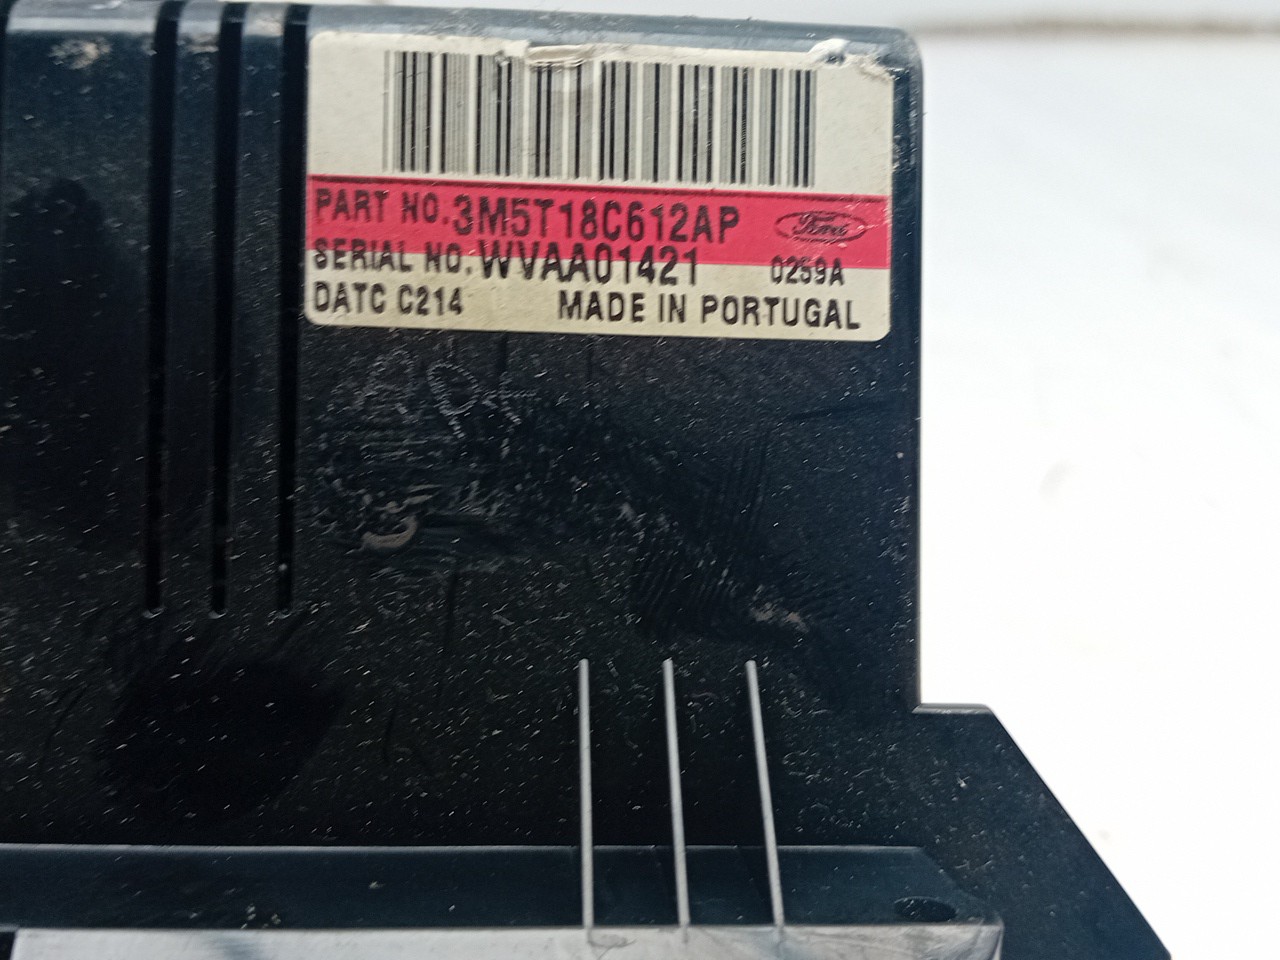 PART NO.3M5T18C612AP Ford
SERIAL NO.WVAA01421 0259A
DATC C214 MADE IN PORTUGAL